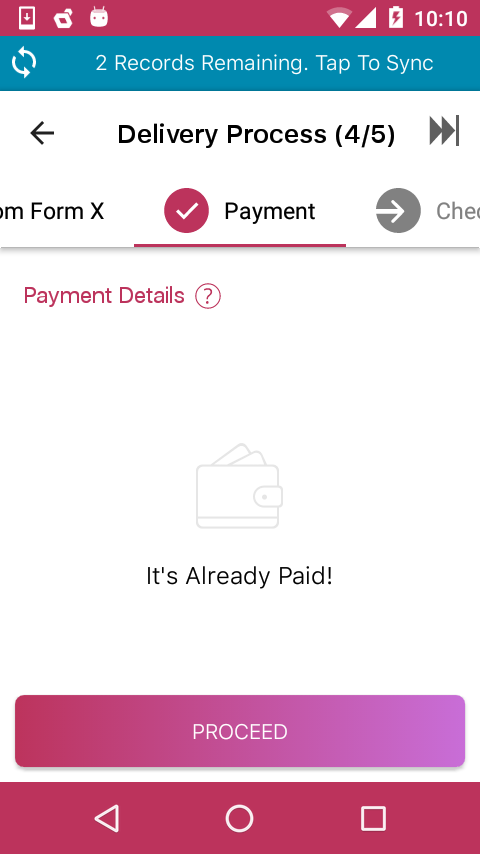 10:10
2 Records Remaining. Tap To Sync
Delivery Process (4/5)
om Form X
Payment
Chec
Payment Details ?
It's Already Paid!
PROCEED